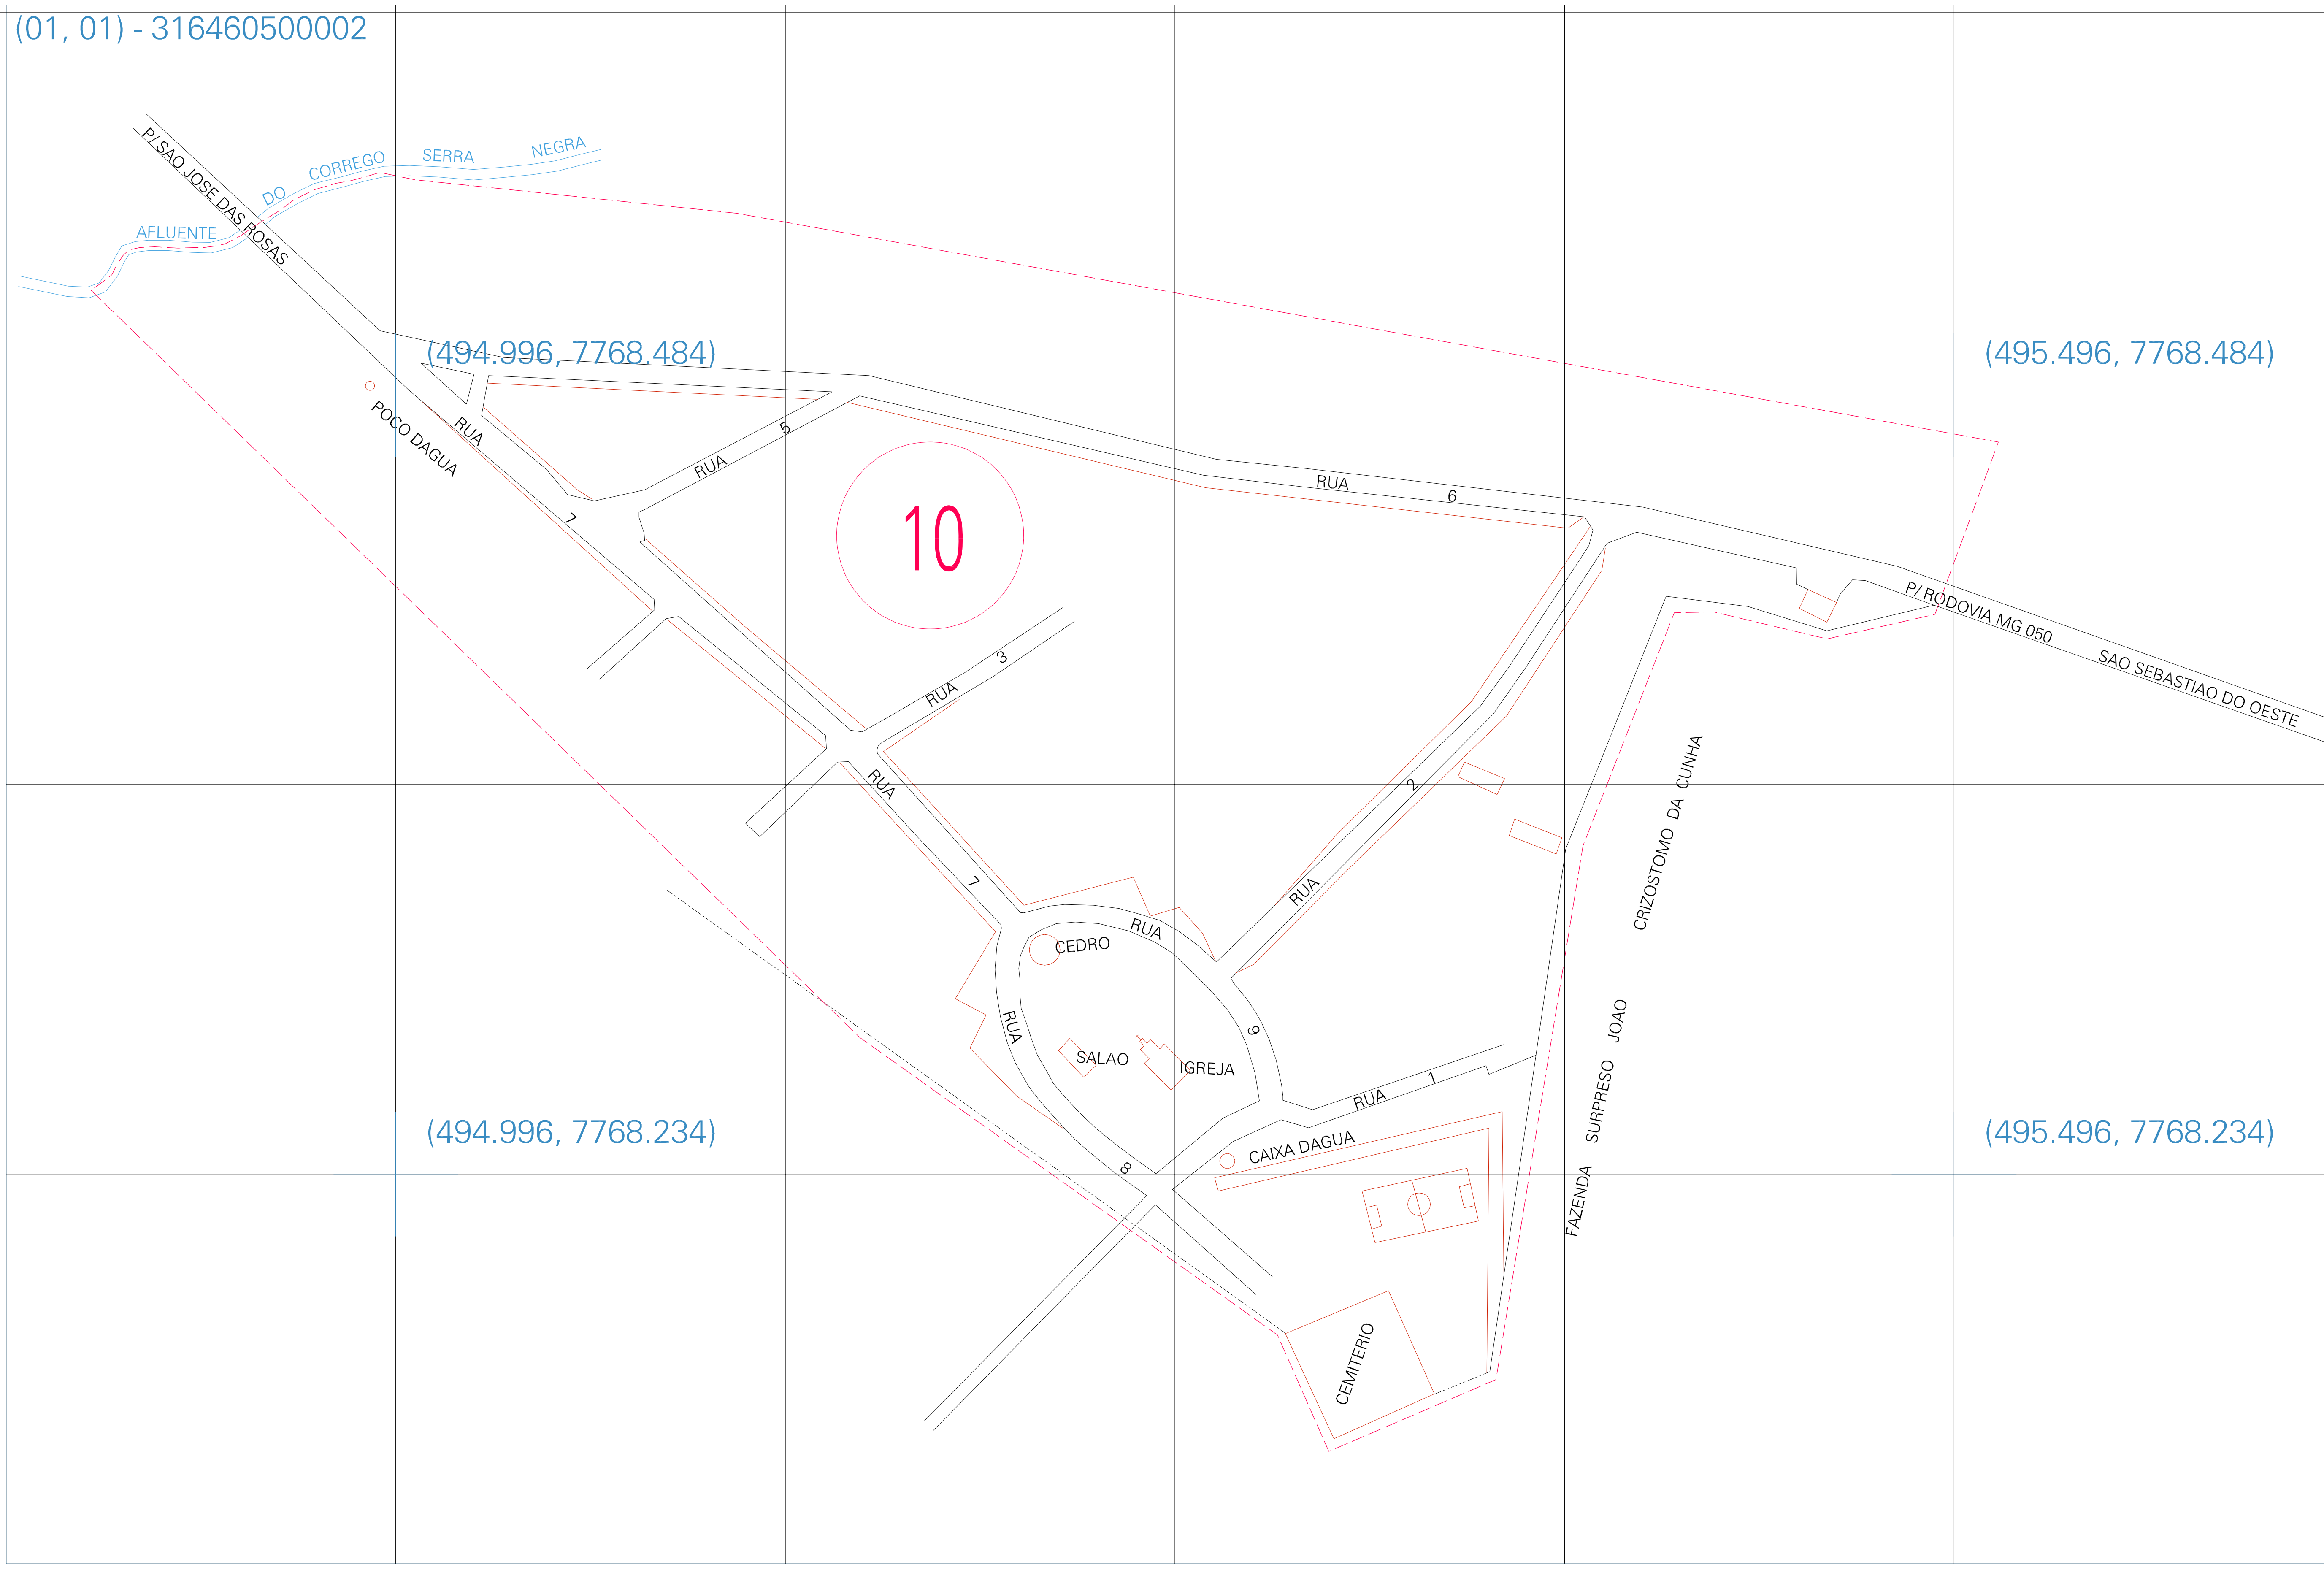 (01, 01) - 316460500002
P/ SAO JOSE DAS ROSAS
AFLUENTE DO CORREGO SERRA NEGRA
(494.996, 7768.484)
(495.496, 7768.484)
POCO DAGUA
RUA 7
RUA 5
10
RUA 6
P/ RODOVIA MG 050
SAO SEBASTIAO DO OESTE
RUA 3
RUA 7
RUA 2
CEDRO
RUA 9
RUA 8
SALAO
IGREJA
RUA 1
CAIXA DAGUA
FAZENDA SURPRESO JOAO CRIZOSTOMO DA CUNHA
(494.996, 7768.234)
(495.496, 7768.234)
CEMITERIO